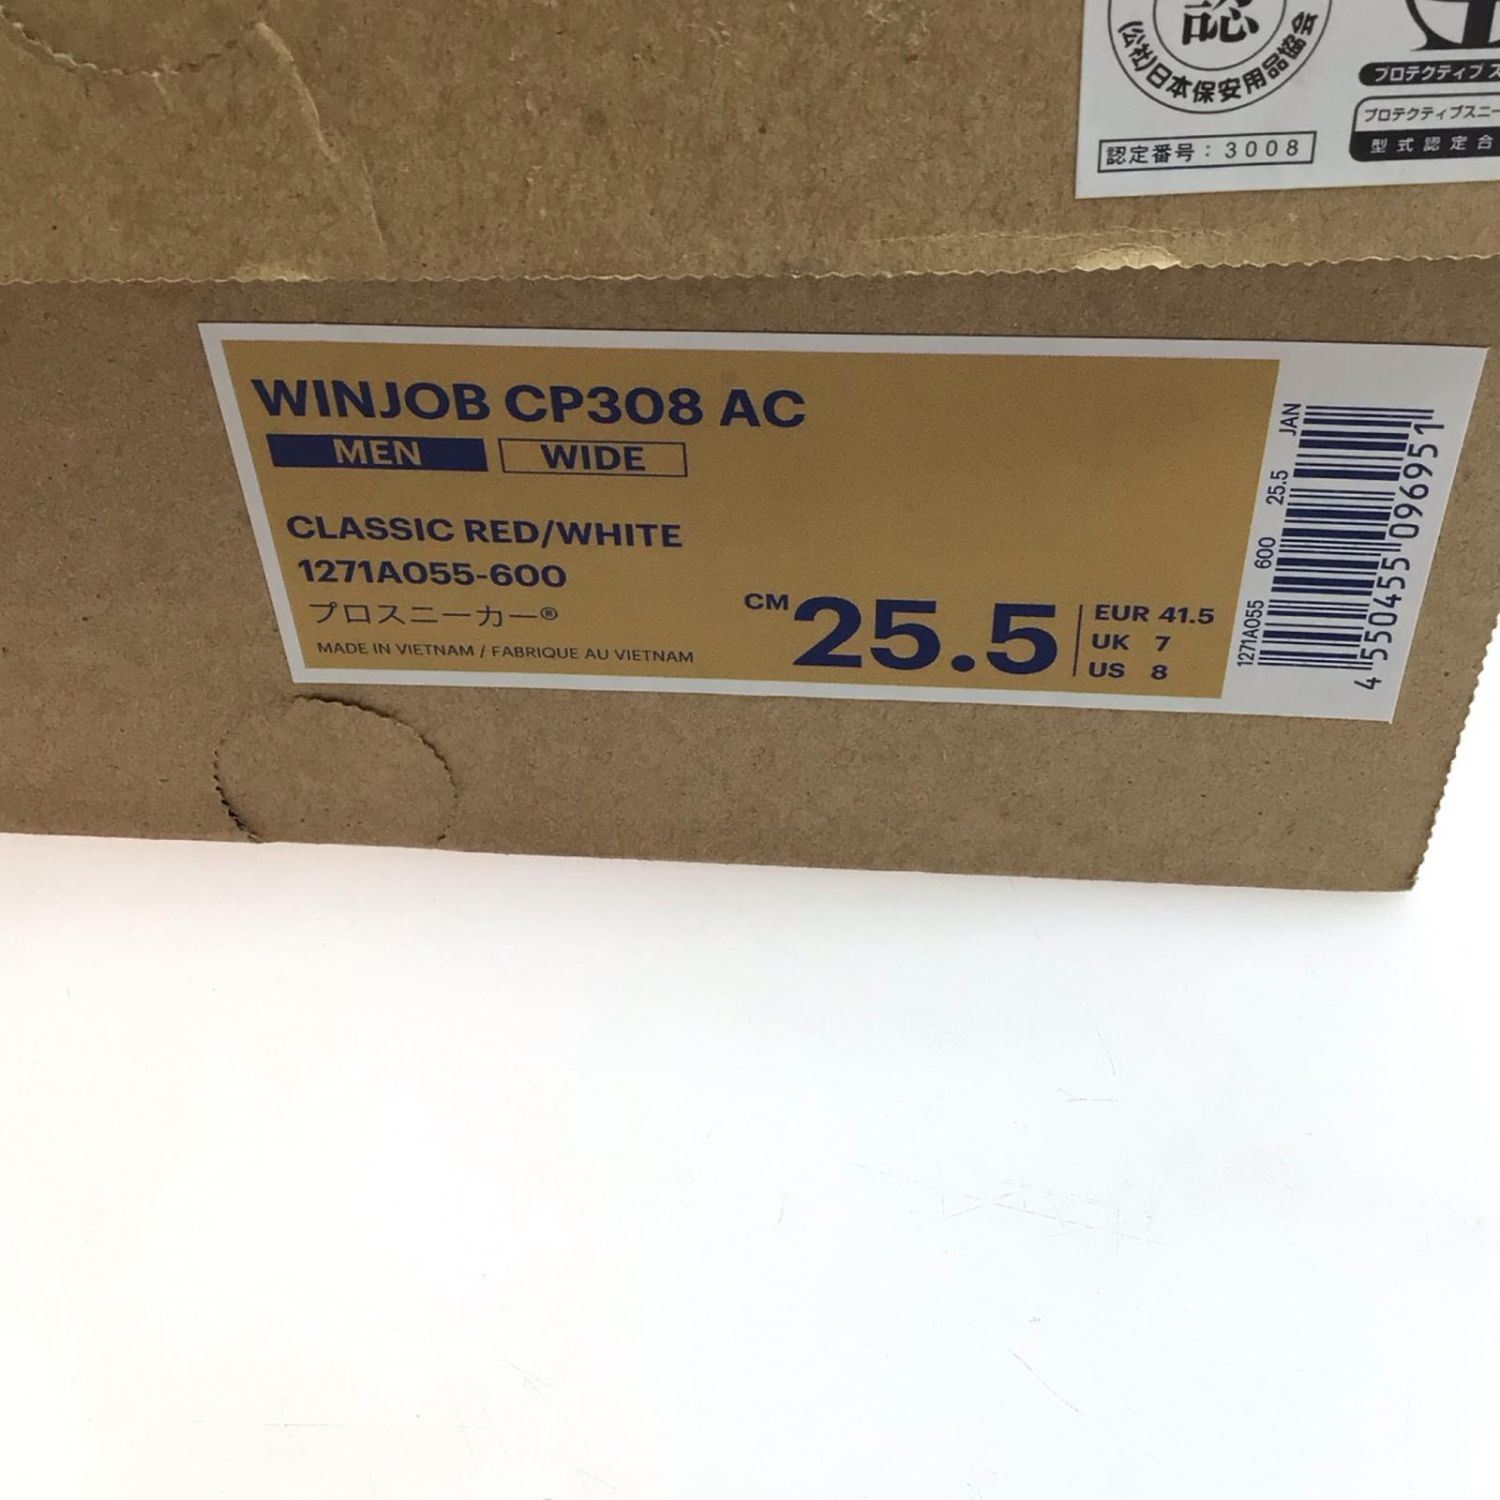 認
(公社)日本保安用品協会
認定番号：3008
プロテクティブ
プロテクティブスニー
型式認定合
WINJOB CP308 AC
MEN WIDE
CLASSIC RED/WHITE
1271A055-600
プロスニーカー®
MADE IN VIETNAM / FABRIQUE AU VIETNAM
CM 25.5
EUR 41.5
UK 7
US 8
1271A055 600 25.5 JAN
4 550455 096951